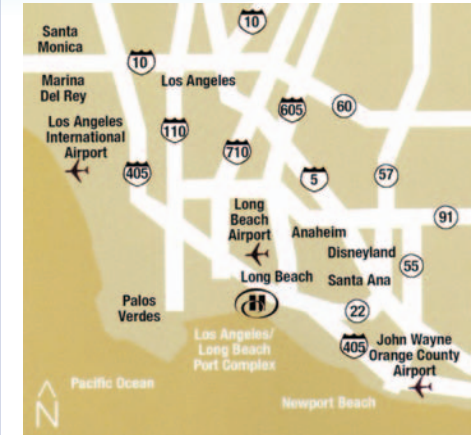 10
Santa
Monica
10
Los Angeles
Marina
Del Rey
605
60
110
Los Angeles
International
Airport
710
405
5
57
Long
Beach
Airport
91
Anaheim
Disneyland
55
Long Beach
Santa Ana
Palos
Verdes
H
22
Los Angeles/
Long Beach
Port Complex
405
John Wayne
Orange County
Airport
Pacific Ocean
Newport Beach
N